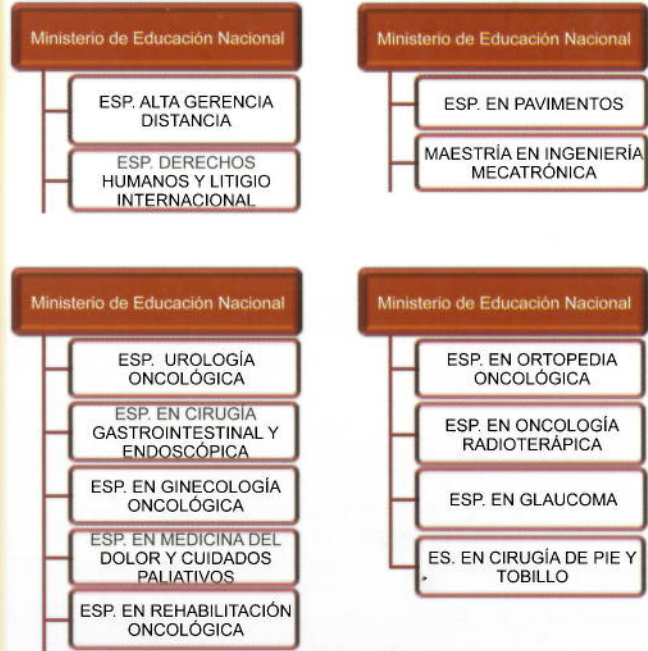 Ministerio de Educación Nacional
ESP. ALTA GERENCIA
DISTANCIA
ESP. DERECHOS
HUMANOS Y LITIGIO
INTERNACIONAL
Ministerio de Educación Nacional
ESP. EN PAVIMENTOS
MAESTRÍA EN INGENIERÍA
MECATRÓNICA
Ministerio de Educación Nacional
ESP. UROLOGÍA
ONCOLÓGICA
ESP. EN CIRUGÍA
GASTROINTESTINAL Y
ENDOSCÓPICA
ESP. EN GINECOLOGÍA
ONCOLÓGICA
ESP. EN MEDICINA DEL
DOLOR Y CUIDADOS
PALIATIVOS
ESP. EN REHABILITACIÓN
ONCOLÓGICA
Ministerio de Educación Nacional
ESP. EN ORTOPEDIA
ONCOLÓGICA
ESP. EN ONCOLOGÍA
RADIOTERÁPICA
ESP. EN GLAUCOMA
ES. EN CIRUGÍA DE PIE Y
TOBILLO